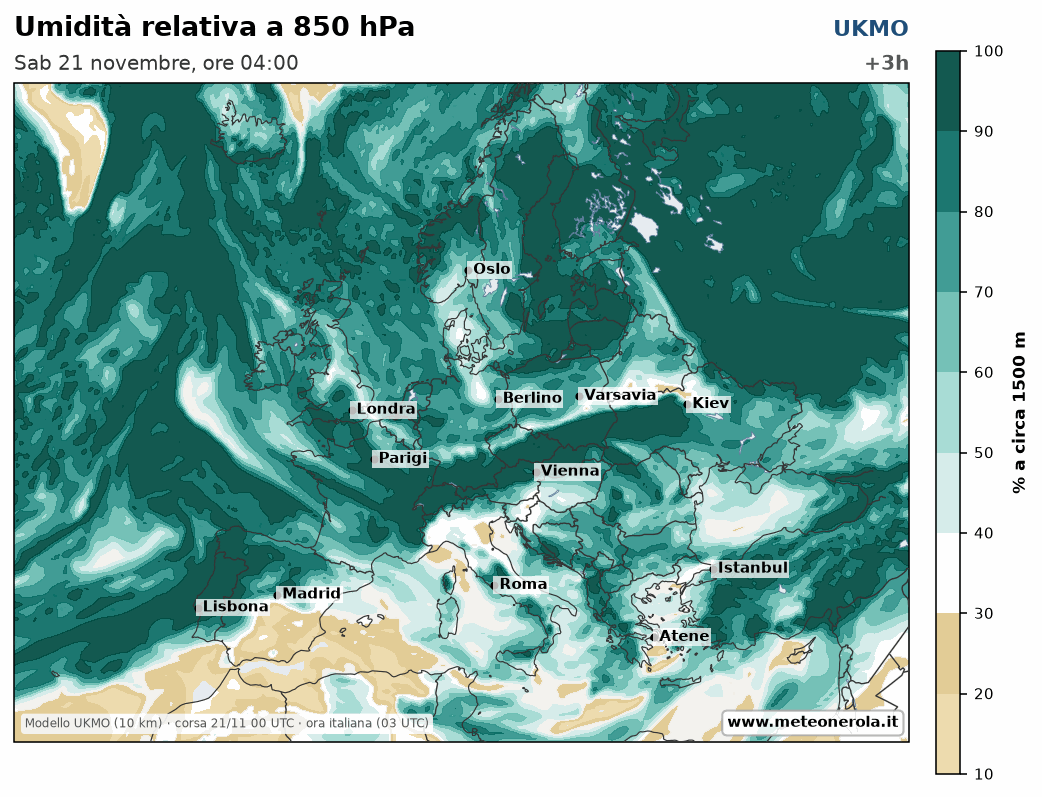 Umidità relativa a 850 hPa
UKMO
Sab 21 novembre, ore 04:00
+3h
Oslo
Berlino
Varsavia
Kiev
Londra
Parigi
Vienna
Istanbul
Roma
Madrid
Lisbona
Atene
Modello UKMO (10 km) · corsa 21/11 00 UTC · ora italiana (03 UTC)
www.meteonerola.it
100
90
80
70
60
50
40
30
20
10
% a circa 1500 m